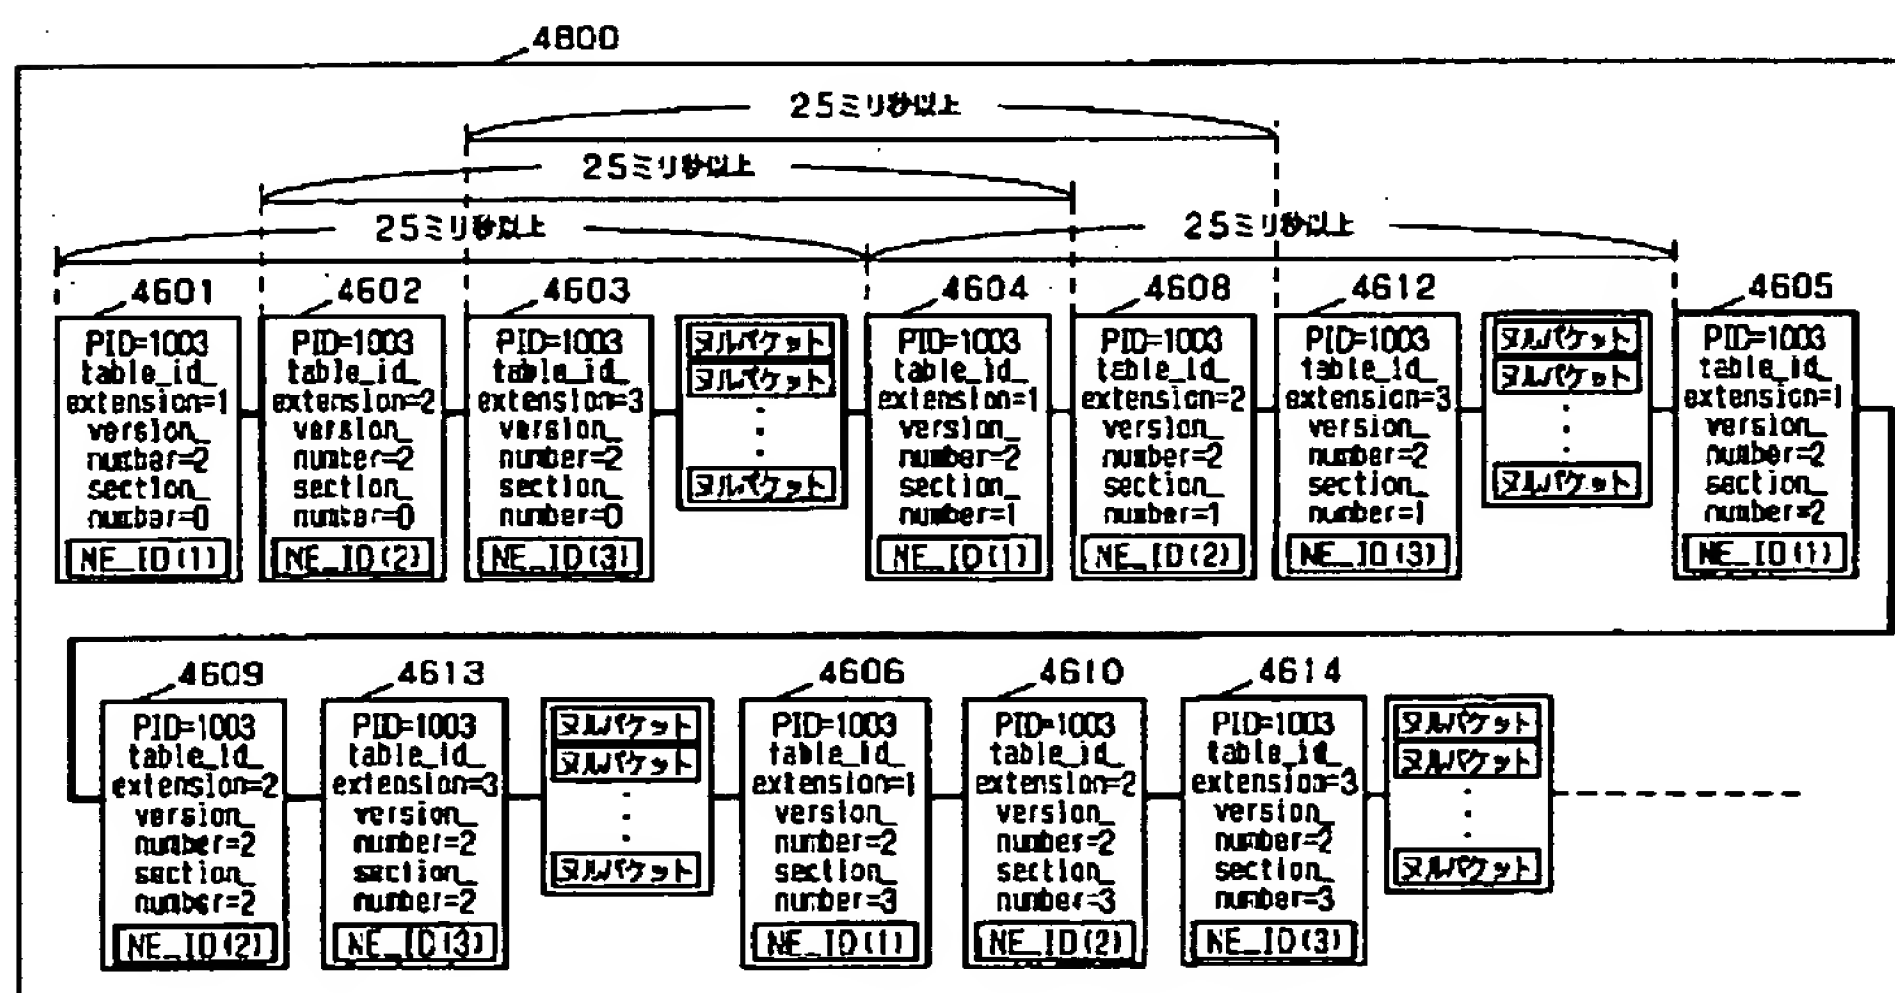 4800
25ミリ秒以上
25ミリ秒以上
25ミリ秒以上
25ミリ秒以上
4601
PID=1003
table_id_
extension=1
version_
number=2
section_
number=0
NE_ID(1)
4602
PID=1003
table_id_
extension=2
version_
number=2
section_
number=0
NE_ID(2)
4603
PID=1003
table_id_
extension=3
version_
number=2
section_
number=0
NE_ID(3)
ヌルパケット
ヌルパケット
ヌルパケット
4604
PID=1003
table_id_
extension=1
version_
number=2
section_
number=1
NE_ID(1)
4608
PID=1003
table_id_
extension=2
version_
number=2
section_
number=1
NE_ID(2)
4612
PID=1003
table_id_
extension=3
version_
number=2
section_
number=1
NE_ID(3)
ヌルパケット
ヌルパケット
ヌルパケット
4605
PID=1003
table_id_
extension=1
version_
number=2
section_
number=2
NE_ID(1)
4609
PID=1003
table_id_
extension=2
version_
number=2
section_
number=2
NE_ID(2)
4613
PID=1003
table_id_
extension=3
version_
number=2
section_
number=2
NE_ID(3)
ヌルパケット
ヌルパケット
ヌルパケット
4606
PID=1003
table_id_
extension=1
version_
number=2
section_
number=3
NE_ID(1)
4610
PID=1003
table_id_
extension=2
version_
number=2
section_
number=3
NE_ID(2)
4614
PID=1003
table_id_
extension=3
version_
number=2
section_
number=3
NE_ID(3)
ヌルパケット
ヌルパケット
ヌルパケット